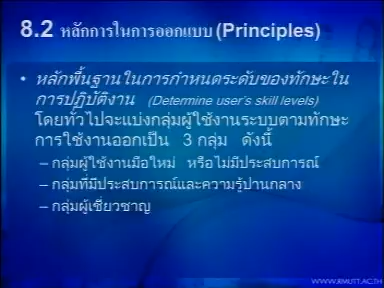 8.2 หลักการในการออกแบบ (Principles)
• หลักพื้นฐานในการกำหนดระดับของทักษะใน
การปฏิบัติงาน (Determine user's skill levels)
โดยทั่วไปจะแบ่งกลุ่มผู้ใช้งานระบบตามทักษะ
การใช้งานออกเป็น 3 กลุ่ม ดังนี้
– กลุ่มผู้ใช้งานมือใหม่ หรือไม่มีประสบการณ์
– กลุ่มที่มีประสบการณ์และความรู้ปานกลาง
– กลุ่มผู้เชี่ยวชาญ
WWW.RMUTT.AC.TH